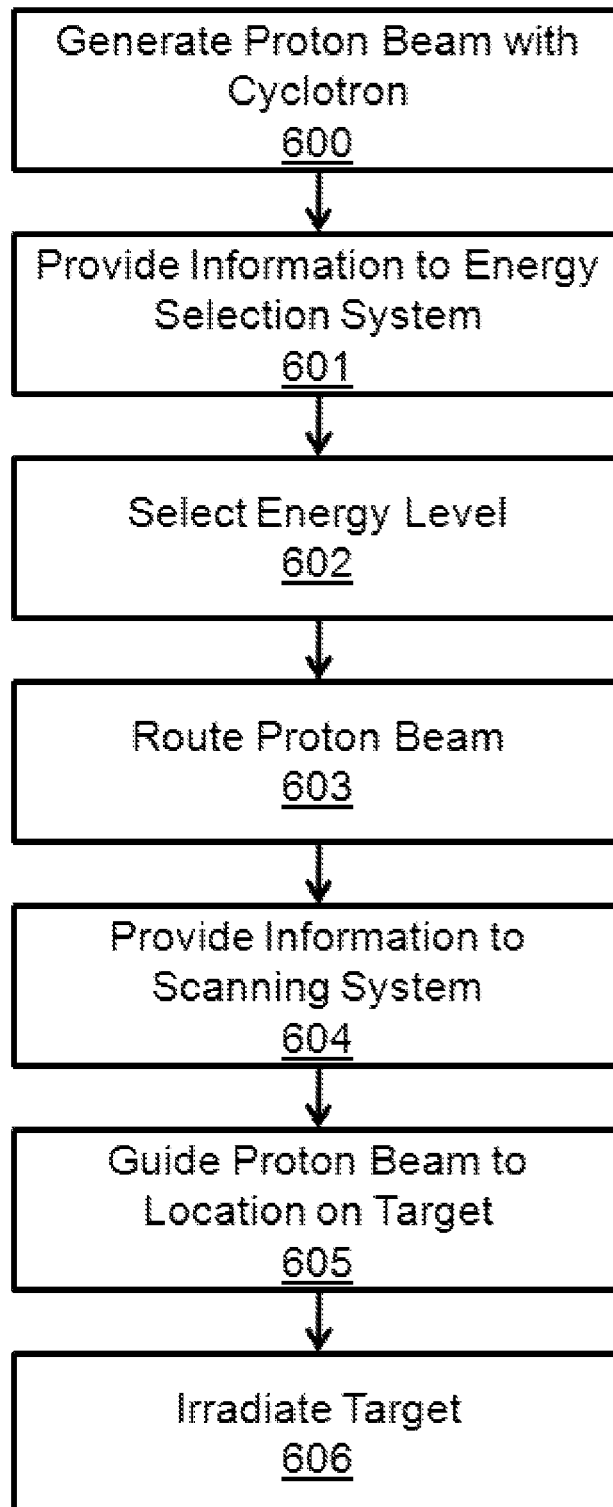 Generate Proton Beam with
Cyclotron
600
Provide Information to Energy
Selection System
601
Select Energy Level
602
Route Proton Beam
603
Provide Information to
Scanning System
604
Guide Proton Beam to
Location on Target
605
Irradiate Target
606